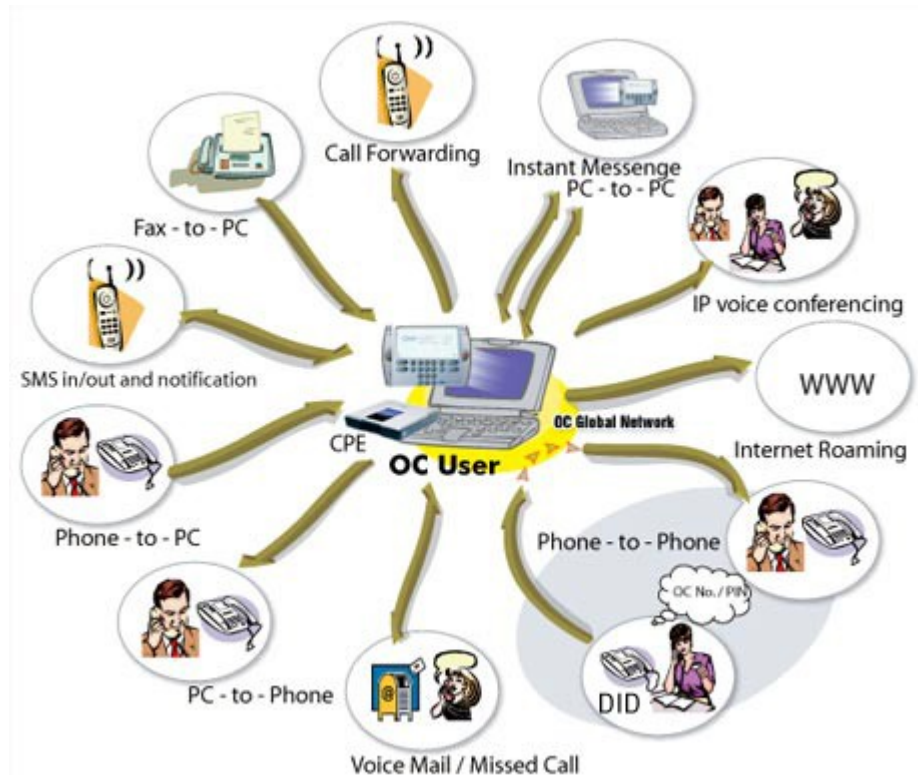 Call Forwarding
Instant Messenge
PC - to - PC
Fax - to - PC
IP voice conferencing
SMS in/out and notification
WWW
OC Global Network
CPE
OC User
Internet Roaming
Phone - to - PC
Phone - to - Phone
OC No. / PIN
PC - to - Phone
DID
Voice Mail / Missed Call